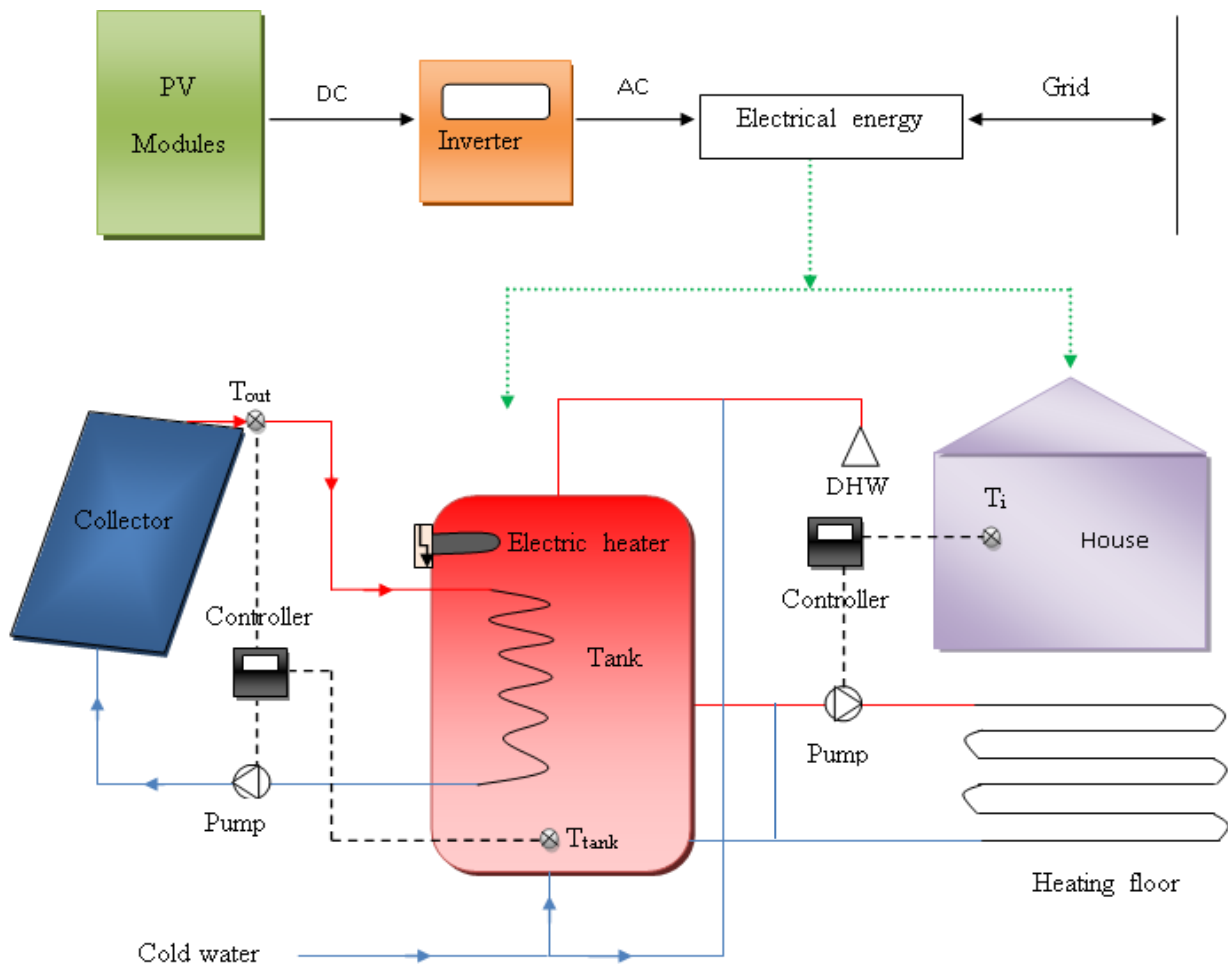 PV
Modules
DC
Inverter
AC
Electrical energy
Grid
Tout
Collector
DHW
Ti
House
Electric heater
Controller
Controller
Tank
Pump
Pump
Ttank
Heating floor
Cold water